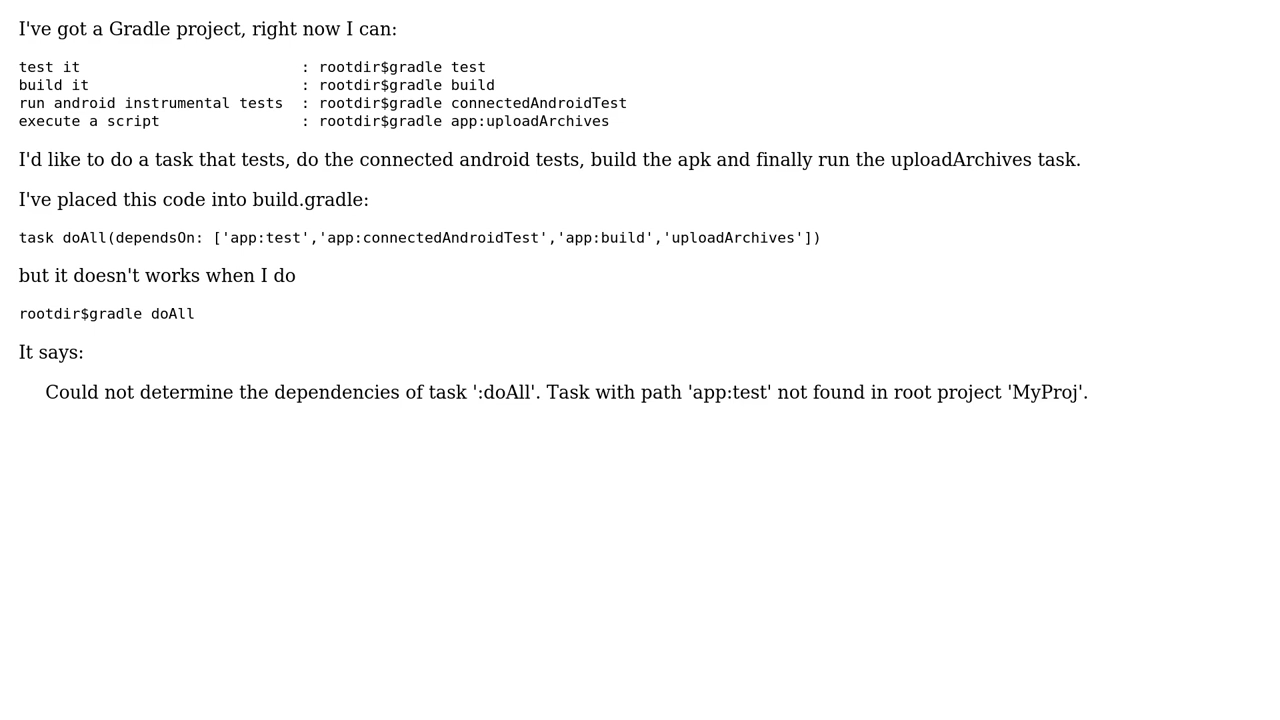 I've got a Gradle project, right now I can:
test it                         : rootdir$gradle test
build it                        : rootdir$gradle build
run android instrumental tests  : rootdir$gradle connectedAndroidTest
execute a script                : rootdir$gradle app:uploadArchives
I'd like to do a task that tests, do the connected android tests, build the apk and finally run the uploadArchives task.
I've placed this code into build.gradle:
task doAll(dependsOn: ['app:test','app:connectedAndroidTest','app:build','uploadArchives'])
but it doesn't works when I do
rootdir$gradle doAll
It says:
Could not determine the dependencies of task ':doAll'. Task with path 'app:test' not found in root project 'MyProj'.